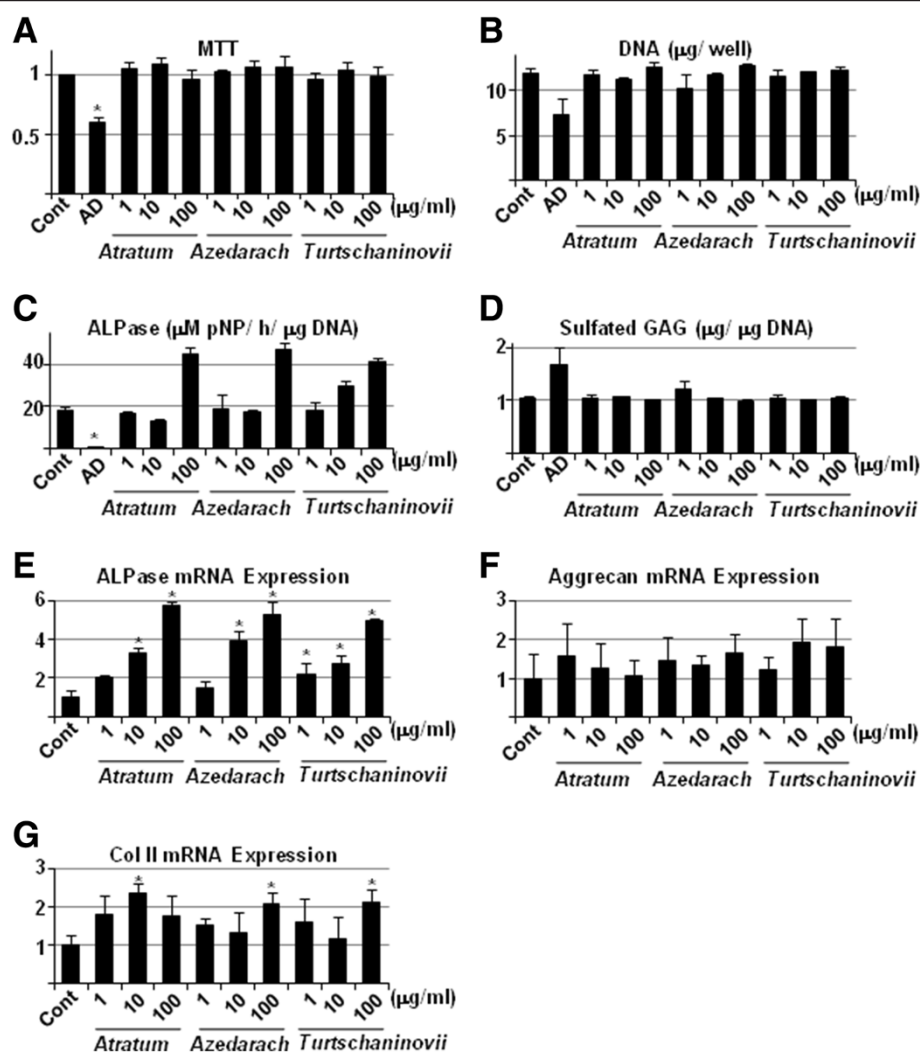 A
MTT
1
0.5
*
Cont AD 1 10 100 1 10 100 1 10 100 (µg/ml)
Atratum Azedarach Turtschaninovii
B
DNA (µg/ well)
10
5
Cont AD 1 10 100 1 10 100 1 10 100 (µg/ml)
Atratum Azedarach Turtschaninovii
C
ALPase (µM pNP/ h/ µg DNA)
40
20
*
Cont AD 1 10 100 1 10 100 1 10 100 (µg/ml)
Atratum Azedarach Turtschaninovii
D
Sulfated GAG (µg/ µg DNA)
2
1
Cont AD 1 10 100 1 10 100 1 10 100 (µg/ml)
Atratum Azedarach Turtschaninovii
E
ALPase mRNA Expression
6
4
2
* * * * * * *
Cont 1 10 100 1 10 100 1 10 100 (µg/ml)
Atratum Azedarach Turtschaninovii
F
Aggrecan mRNA Expression
3
2
1
Cont 1 10 100 1 10 100 1 10 100 (µg/ml)
Atratum Azedarach Turtschaninovii
G
Col II mRNA Expression
3
2
1
* * *
Cont 1 10 100 1 10 100 1 10 100 (µg/ml)
Atratum Azedarach Turtschaninovii